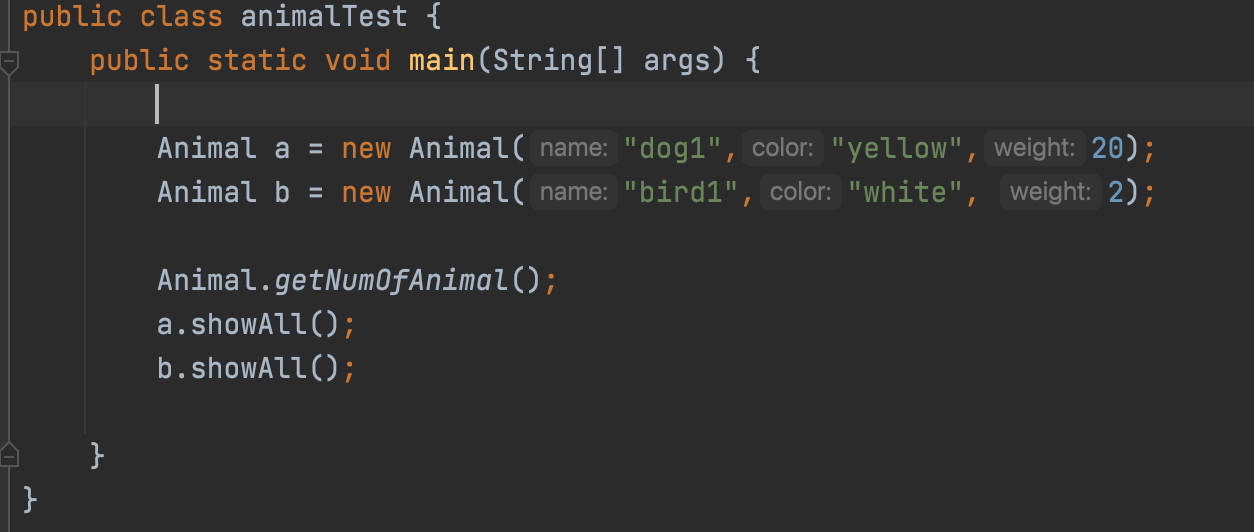 public class animalTest {
public static void main(String[] args) {
Animal a = new Animal( name: "dog1", color: "yellow", weight: 20);
Animal b = new Animal( name: "bird1", color: "white", weight: 2);
Animal.getNumOfAnimal();
a.showAll();
b.showAll();
}
}